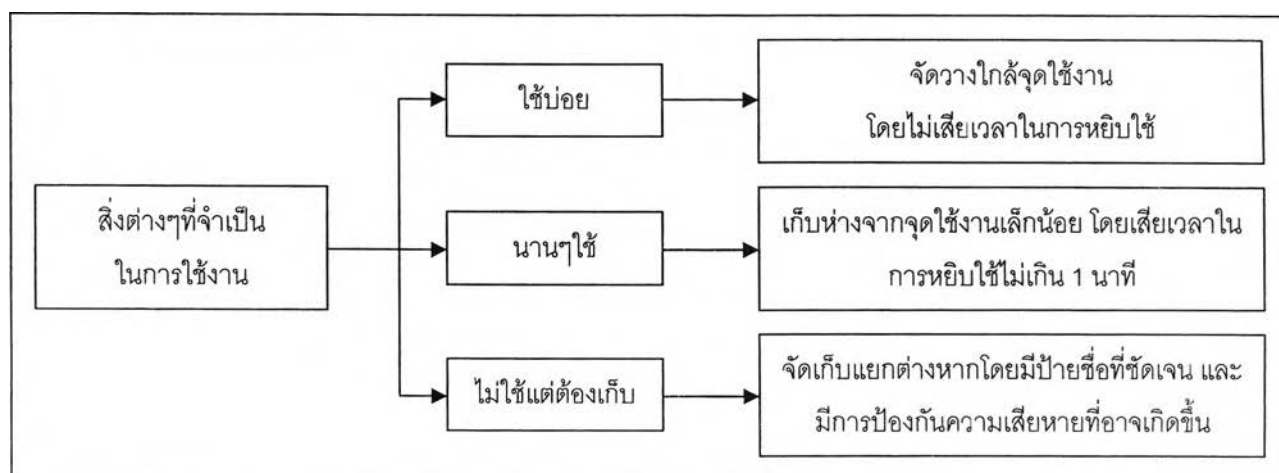 ใช้บ่อย
จัดวางใกล้จุดใช้งาน
โดยไม่เสียเวลาในการหยิบใช้
สิ่งต่างๆที่จำเป็น
ในการใช้งาน
นานๆใช้
เก็บห่างจากจุดใช้งานเล็กน้อย โดยเสียเวลาใน
การหยิบใช้ไม่เกิน 1 นาที
ไม่ใช้แต่ต้องเก็บ
จัดเก็บแยกต่างหากโดยมีป้ายชื่อที่ชัดเจน และ
มีการป้องกันความเสียหายที่อาจเกิดขึ้น